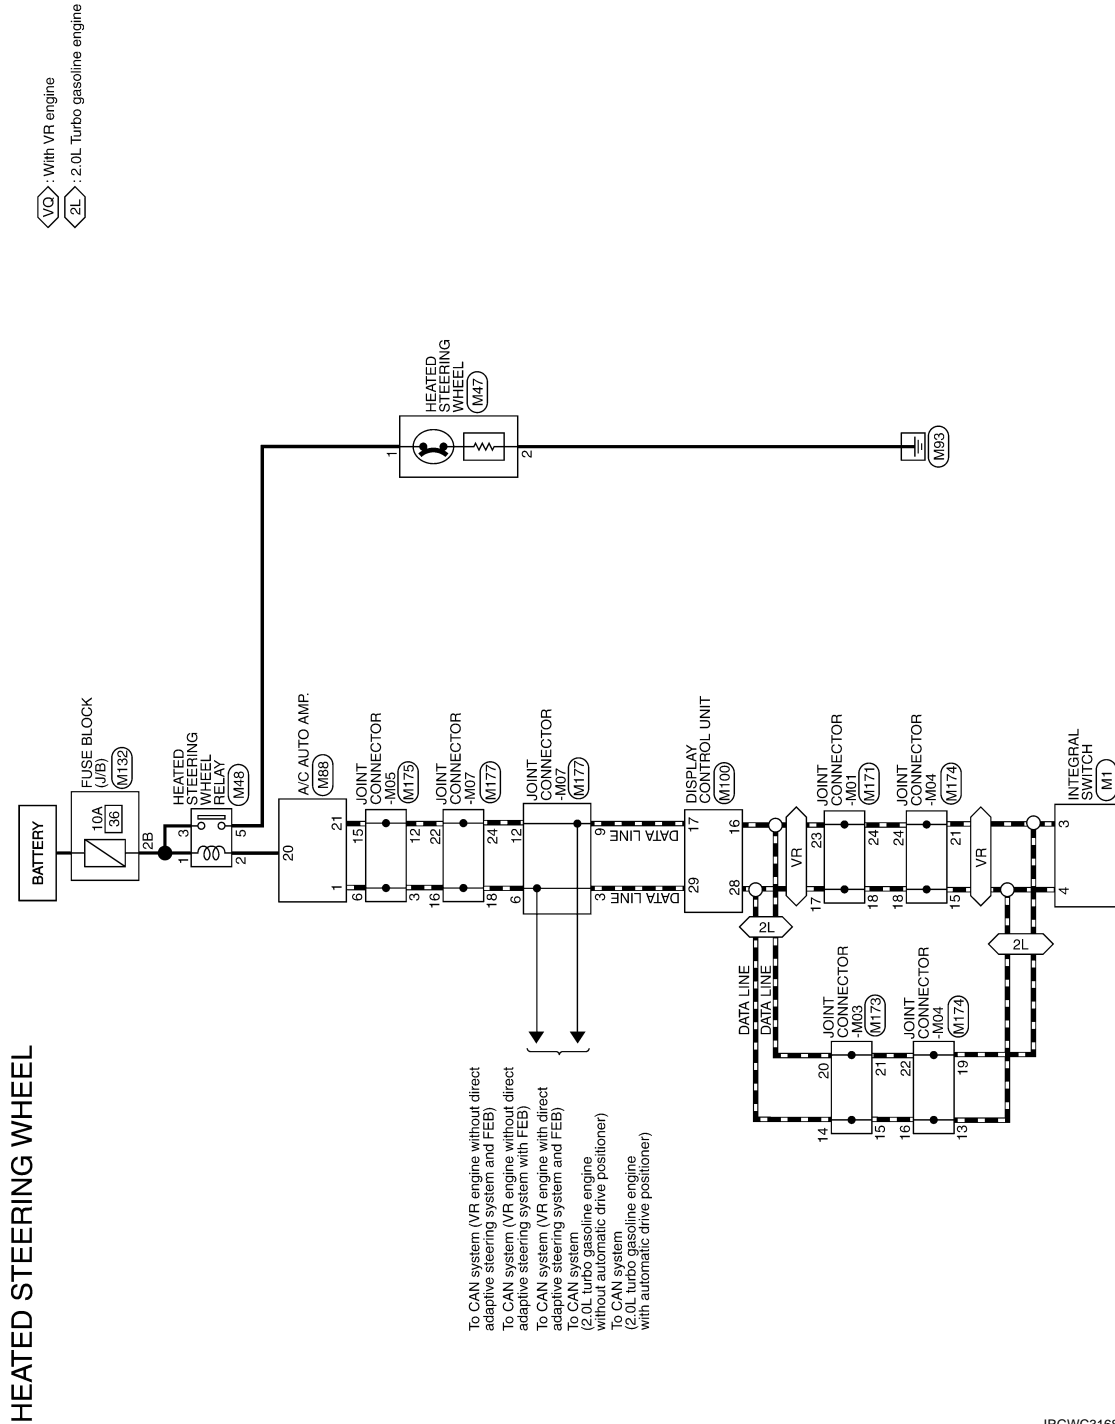 HEATED STEERING WHEEL
VQ : With VR engine
2L : 2.0L Turbo gasoline engine
BATTERY
FUSE BLOCK
(J/B)
M132
10A
36
2B
HEATED
STEERING
WHEEL
RELAY
M48
1
3
2
5
A/C AUTO AMP.
M88
20
1
21
JOINT
CONNECTOR
-M05
M175
6
15
3
12
JOINT
CONNECTOR
-M07
M177
16
22
18
24
JOINT
CONNECTOR
-M07
M177
6
12
3
9
DATA LINE
DATA LINE
To CAN system (VR engine without direct
adaptive steering system and FEB)
To CAN system (VR engine without direct
adaptive steering system with FEB)
To CAN system (VR engine with direct
adaptive steering system and FEB)
To CAN system
(2.0L turbo gasoline engine
without automatic drive positioner)
To CAN system
(2.0L turbo gasoline engine
with automatic drive positioner)
HEATED
STEERING
WHEEL
M47
1
2
M93
DISPLAY
CONTROL UNIT
M100
29
17
28
16
VR
2L
DATA LINE
DATA LINE
JOINT
CONNECTOR
-M01
M171
17
23
18
24
JOINT
CONNECTOR
-M04
M174
18
24
15
21
VR
JOINT
CONNECTOR
-M03
M173
14
20
15
21
JOINT
CONNECTOR
-M04
M174
16
22
13
19
2L
INTEGRAL
SWITCH
M1
4
3